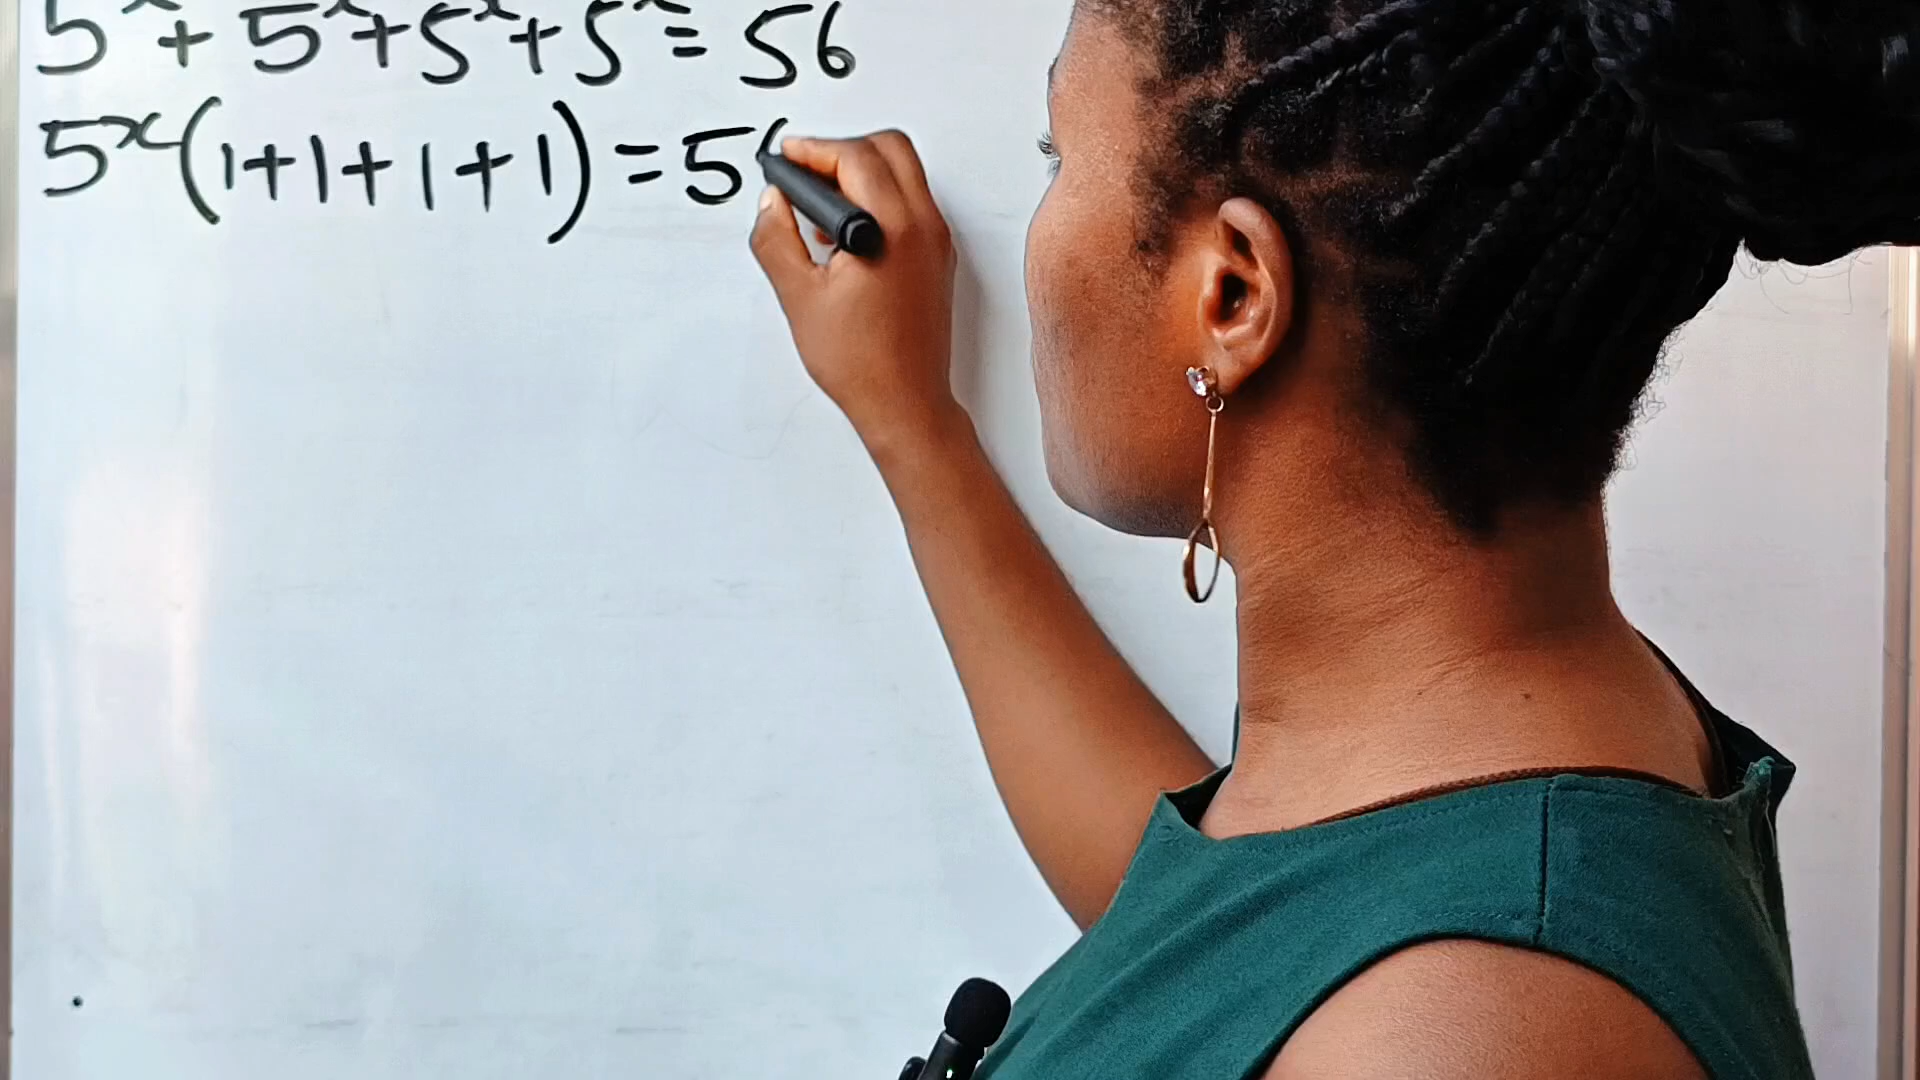 5ˣ + 5ˣ + 5ˣ + 5ˣ = 56
5ˣ(1+1+1+1) = 56